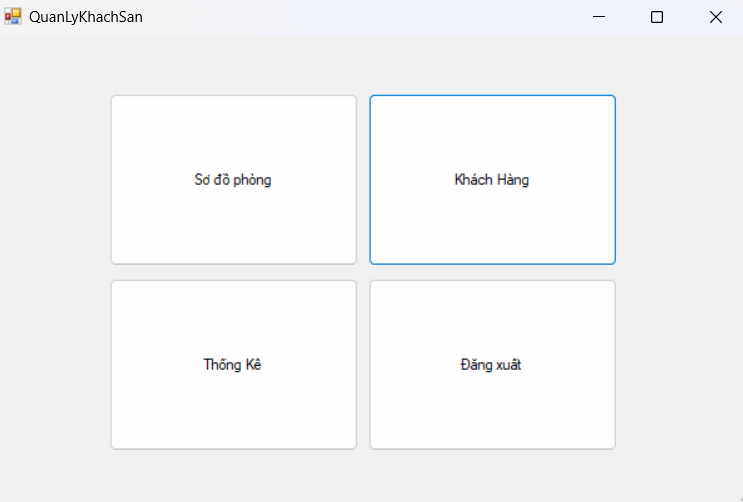 QuanLyKhachSan
Sơ đồ phòng
Khách Hàng
Thống Kê
Đăng xuất